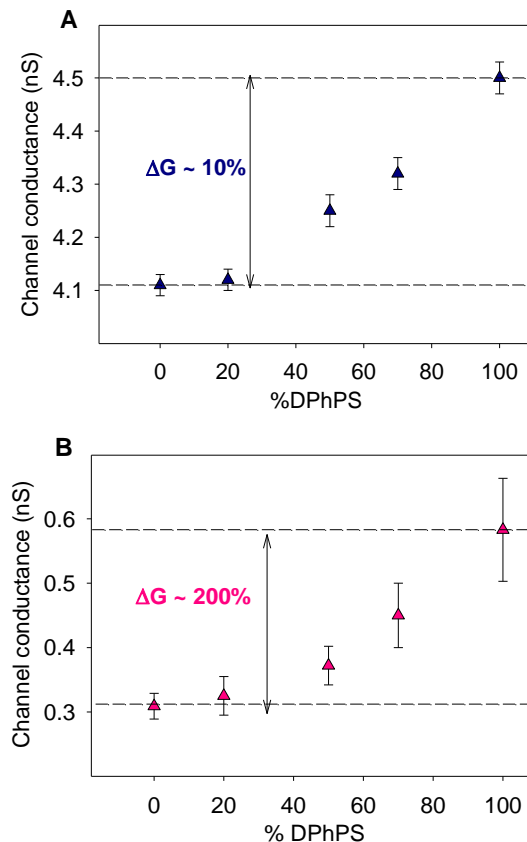 A
Channel conductance (nS)
4.5
4.4
4.3
4.2
4.1
ΔG ~ 10%
0 20 40 60 80 100
%DPhPS
B
Channel conductance (nS)
0.6
0.5
0.4
0.3
ΔG ~ 200%
0 20 40 60 80 100
% DPhPS